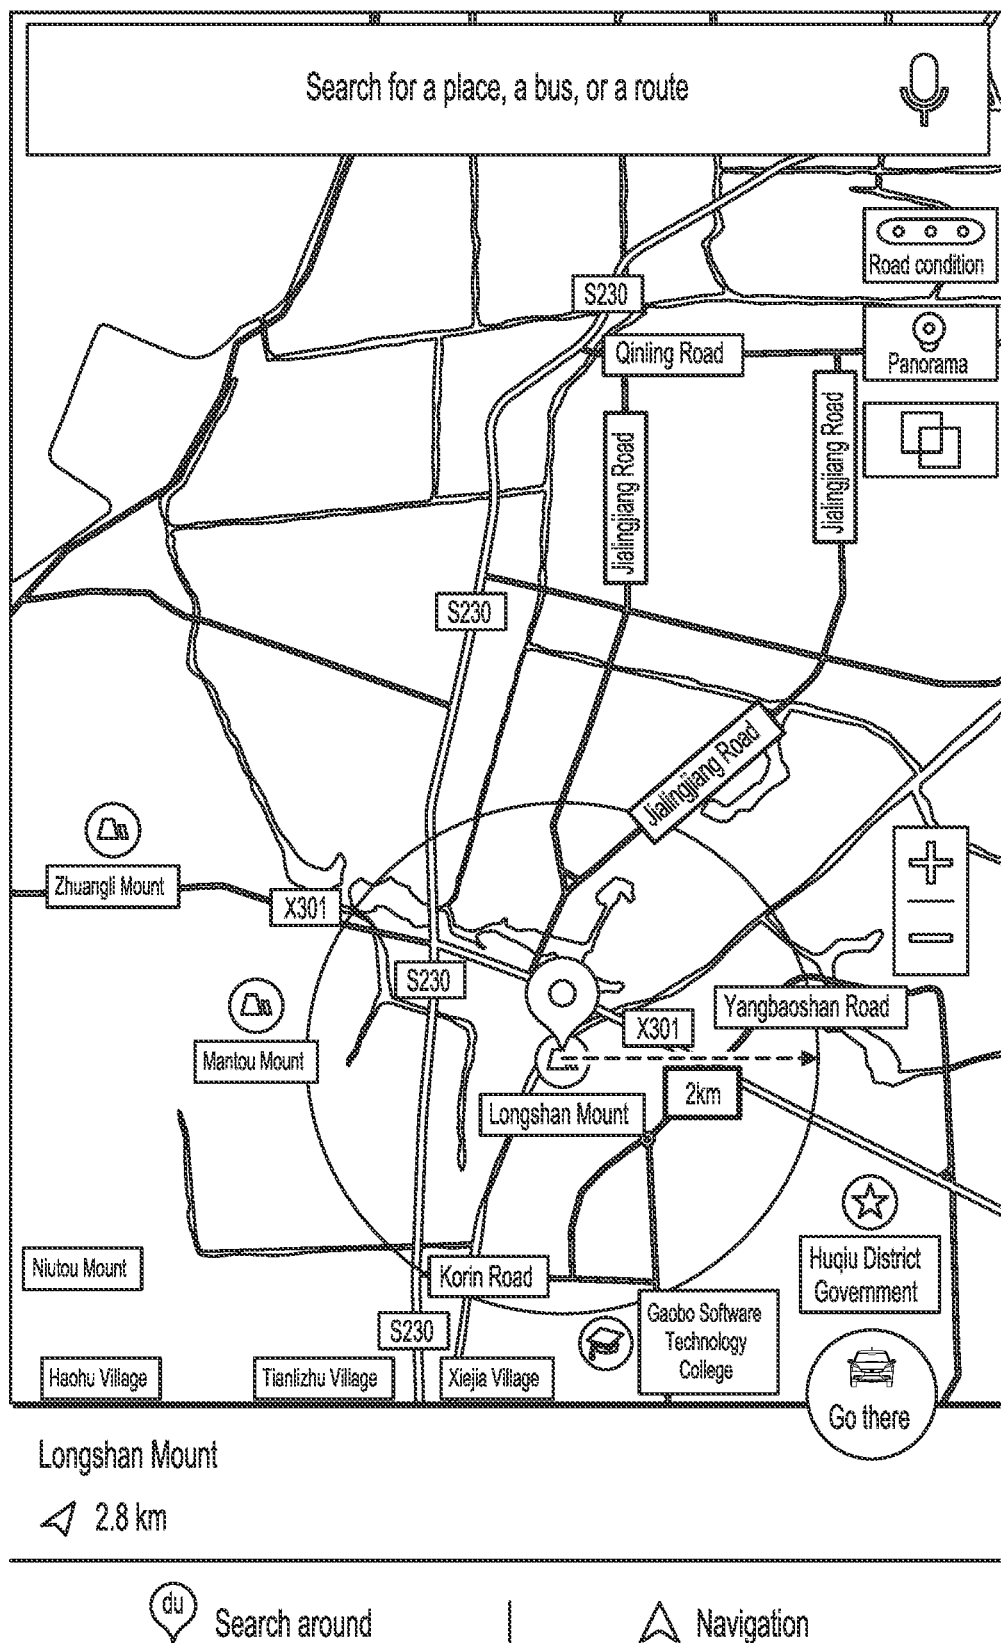 Search for a place, a bus, or a route
Road condition
S230
Qinling Road
Panorama
Jialingjiang Road
Jialingjiang Road
S230
Jialingjiang Road
Zhuangli Mount
X301
S230
Yangbaoshan Road
X301
Mantou Mount
2km
Longshan Mount
Niutou Mount
Korin Road
Huqiu District
Government
S230
Gaobo Software
Technology
College
Haohu Village
Tianlizhu Village
Xiejia Village
Go there
Longshan Mount
2.8 km
du
Search around
Navigation